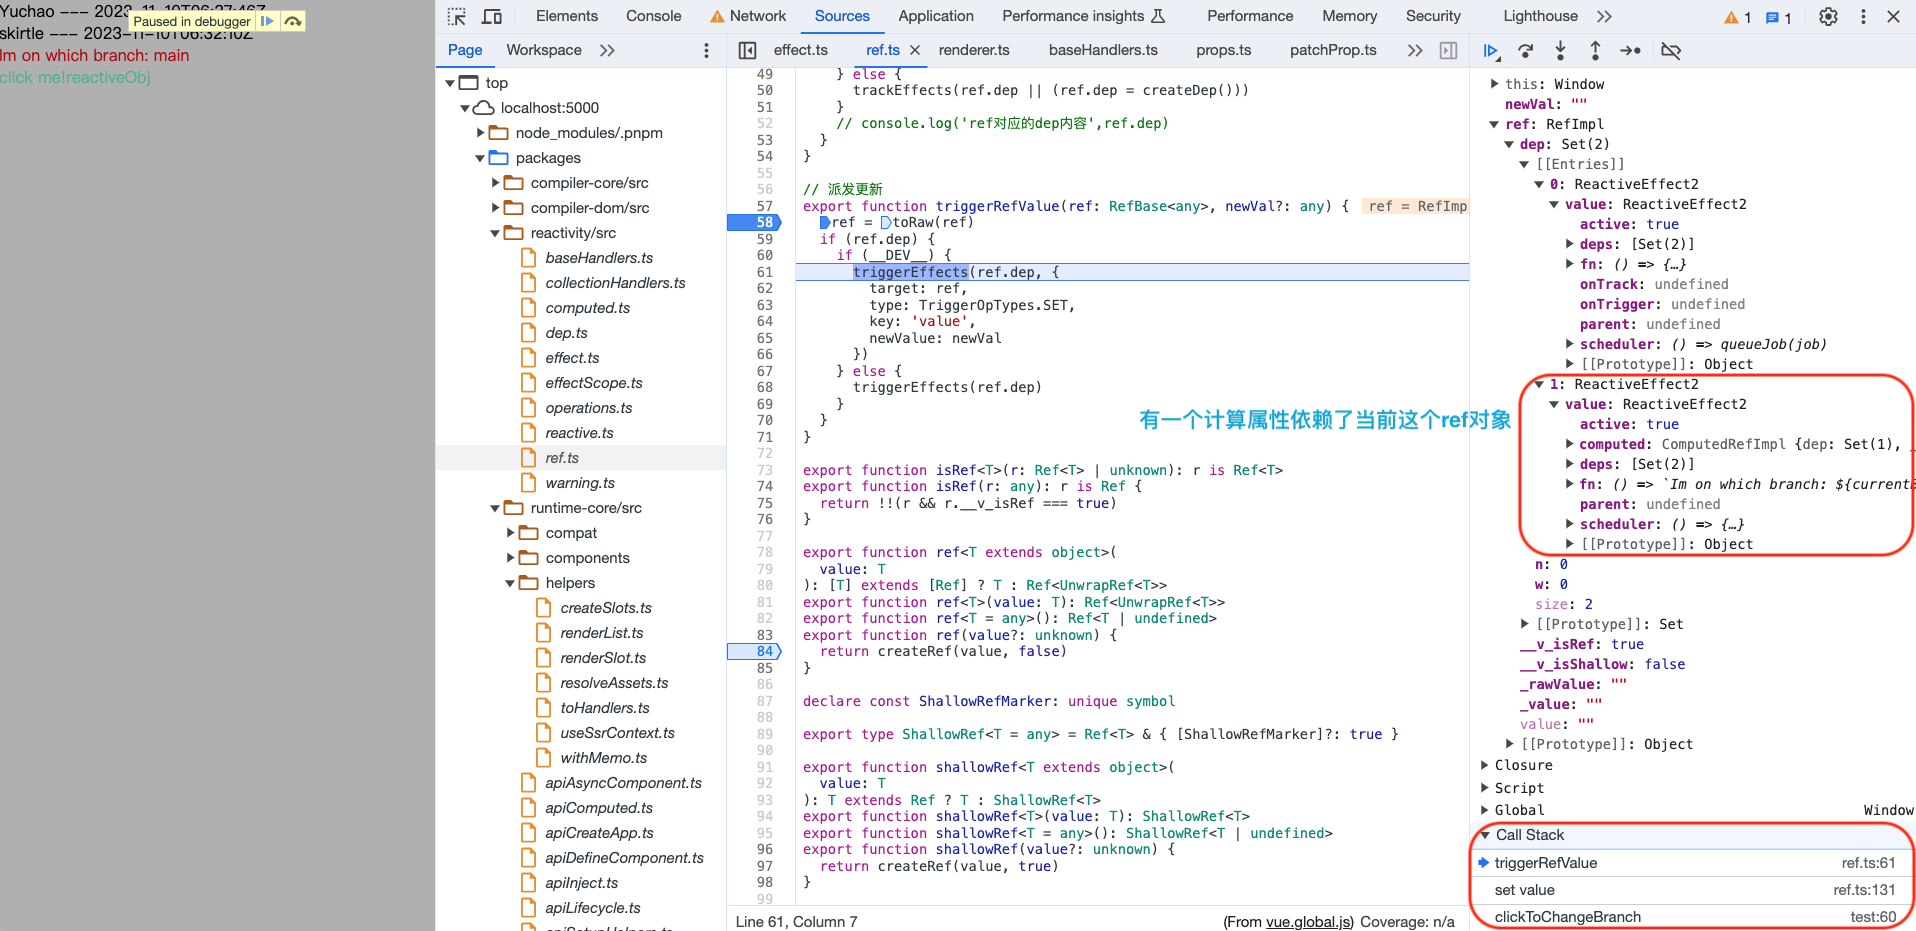 Yuchao --- 2023-11-10T06:37:46Z
Paused in debugger
skirtle --- 2023-11-10T06:32:10Z
Im on which branch: main
click me!reactiveObj
Elements Console Network Sources Application Performance insights Performance Memory Security Lighthouse 1 1
Page Workspace
effect.ts ref.ts renderer.ts baseHandlers.ts props.ts patchProp.ts
top
localhost:5000
node_modules/.pnpm
packages
compiler-core/src
compiler-dom/src
reactivity/src
baseHandlers.ts
collectionHandlers.ts
computed.ts
dep.ts
effect.ts
effectScope.ts
operations.ts
reactive.ts
ref.ts
warning.ts
runtime-core/src
compat
components
helpers
createSlots.ts
renderList.ts
renderSlot.ts
resolveAssets.ts
toHandlers.ts
useSsrContext.ts
withMemo.ts
apiAsyncComponent.ts
apiComputed.ts
apiCreateApp.ts
apiDefineComponent.ts
apiInject.ts
apiLifecycle.ts
apiSetupHelpers.ts
49 } else {
50 trackEffects(ref.dep || (ref.dep = createDep()))
51 }
52 // console.log('ref对应的dep内容',ref.dep)
53 }
54 }
55
56 // 派发更新
57 export function triggerRefValue(ref: RefBase<any>, newVal?: any) { ref = RefImp
58 ref = toRaw(ref)
59 if (ref.dep) {
60 if (__DEV__) {
61 triggerEffects(ref.dep, {
62 target: ref,
63 type: TriggerOpTypes.SET,
64 key: 'value',
65 newValue: newVal
66 })
67 } else {
68 triggerEffects(ref.dep)
69 }
70 }
71 }
72
73 export function isRef<T>(r: Ref<T> | unknown): r is Ref<T>
74 export function isRef(r: any): r is Ref {
75 return !!(r && r.__v_isRef === true)
76 }
77
78 export function ref<T extends object>(
79 value: T
80 ): [T] extends [Ref] ? T : Ref<UnwrapRef<T>>
81 export function ref<T>(value: T): Ref<UnwrapRef<T>>
82 export function ref<T = any>(): Ref<T | undefined>
83 export function ref(value?: unknown) {
84 return createRef(value, false)
85 }
86
87 declare const ShallowRefMarker: unique symbol
88
89 export type ShallowRef<T = any> = Ref<T> & { [ShallowRefMarker]?: true }
90
91 export function shallowRef<T extends object>(
92 value: T
93 ): T extends Ref ? T : ShallowRef<T>
94 export function shallowRef<T>(value: T): ShallowRef<T>
95 export function shallowRef<T = any>(): ShallowRef<T | undefined>
96 export function shallowRef(value?: unknown) {
97 return createRef(value, true)
98 }
99
有一个计算属性依赖了当前这个ref对象
Line 61, Column 7 (From vue.global.js) Coverage: n/a
this: Window
newVal: ""
ref: RefImpl
dep: Set(2)
[[Entries]]
0: ReactiveEffect2
value: ReactiveEffect2
active: true
deps: [Set(2)]
fn: () => {…}
onTrack: undefined
onTrigger: undefined
parent: undefined
scheduler: () => queueJob(job)
[[Prototype]]: Object
1: ReactiveEffect2
value: ReactiveEffect2
active: true
computed: ComputedRefImpl {dep: Set(1), _
deps: [Set(2)]
fn: () => `Im on which branch: ${currentB
parent: undefined
scheduler: () => {…}
[[Prototype]]: Object
n: 0
w: 0
size: 2
[[Prototype]]: Set
__v_isRef: true
__v_isShallow: false
_rawValue: ""
_value: ""
value: ""
[[Prototype]]: Object
Closure
Script
Global Window
Call Stack
triggerRefValue ref.ts:61
set value ref.ts:131
clickToChangeBranch test:60